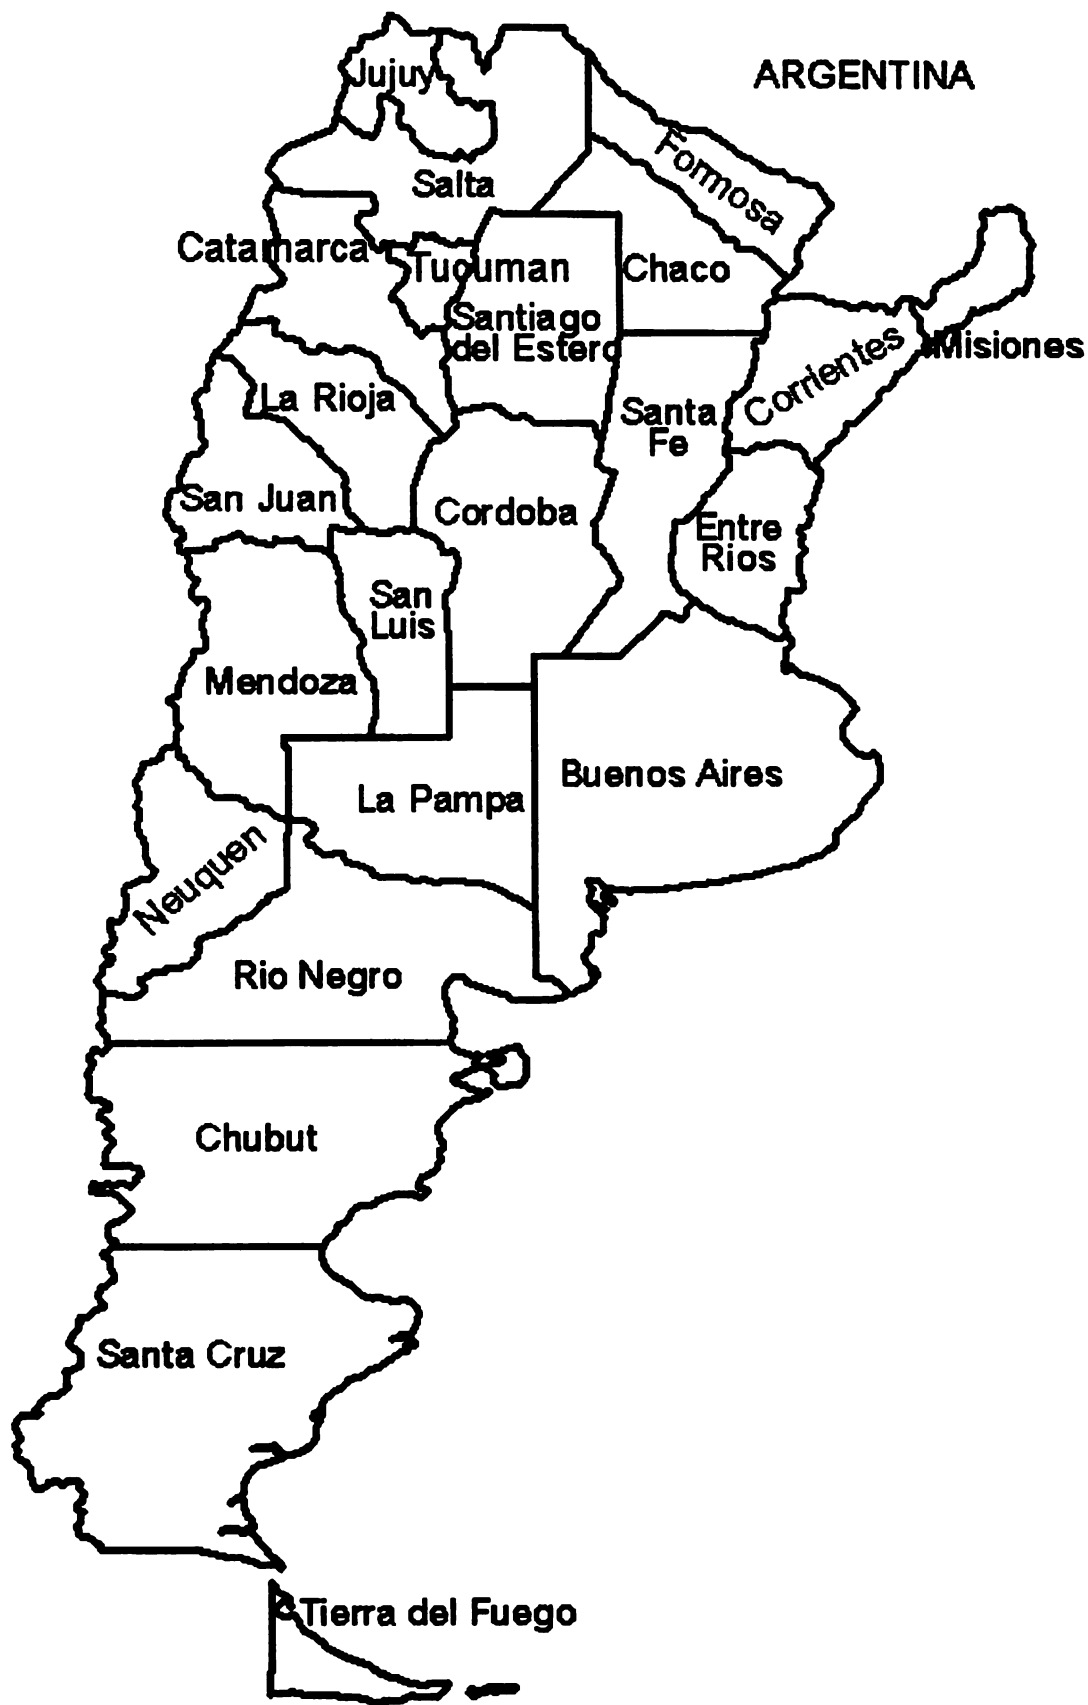 ARGENTINA
Jujuy
Formosa
Salta
Catamarca
Tucuman
Chaco
Santiago
del Estero
Misiones
Corrientes
La Rioja
Santa
Fe
San Juan
Cordoba
Entre
Rios
San
Luis
Mendoza
Buenos Aires
La Pampa
Neuquen
Rio Negro
Chubut
Santa Cruz
Tierra del Fuego